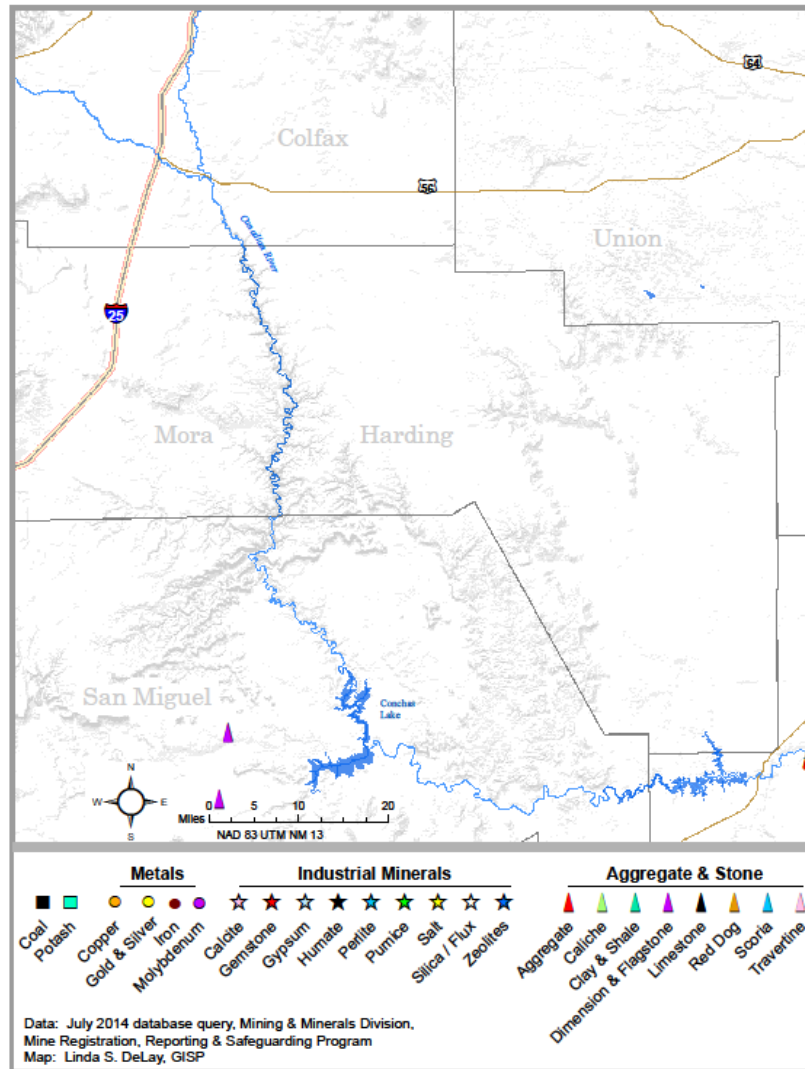 64
Colfax
56
Canadian River
Union
25
Mora
Harding
San Miguel
Conchas
Lake
N
W E
S
0 5 10 20
Miles
NAD 83 UTM NM 13
Metals
Industrial Minerals
Aggregate & Stone
Coal
Potash
Copper
Gold & Silver
Iron
Molybdenum
Calcite
Gemstone
Gypsum
Humate
Perlite
Pumice
Salt
Silica / Flux
Zeolites
Aggregate
Caliche
Clay & Shale
Dimension & Flagstone
Limestone
Red Dog
Scoria
Travertine
Data: July 2014 database query, Mining & Minerals Division,
Mine Registration, Reporting & Safeguarding Program
Map: Linda S. DeLay, GISP